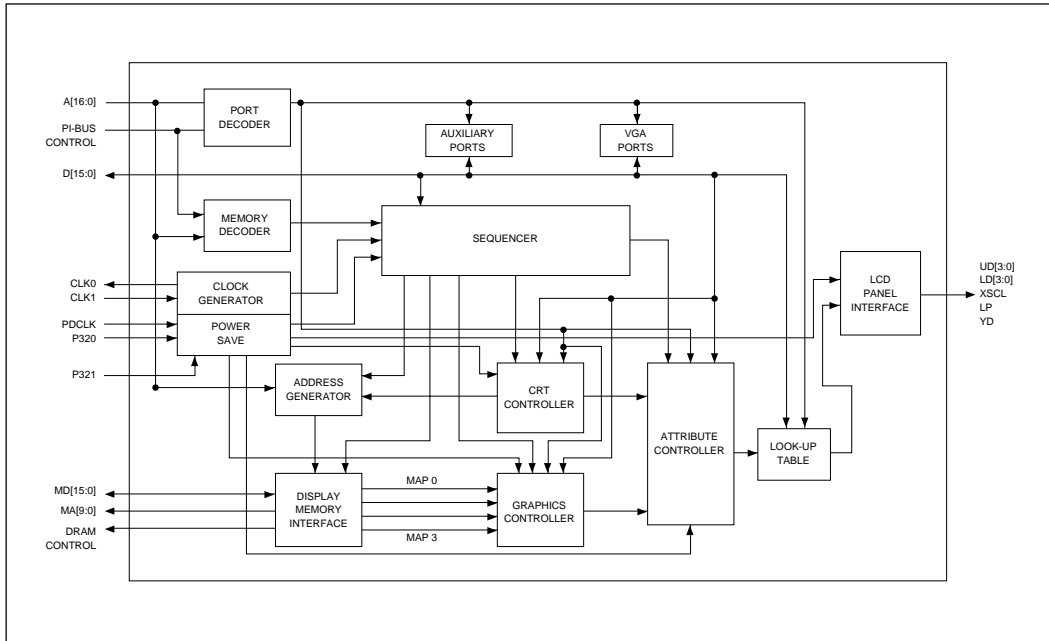 A[16:0]
PI-BUS
CONTROL
D[15:0]
PORT
DECODER
AUXILIARY
PORTS
VGA
PORTS
MEMORY
DECODER
SEQUENCER
CLK0
CLK1
CLOCK
GENERATOR
PDCLK
P320
P321
POWER
SAVE
LCD
PANEL
INTERFACE
UD[3:0]
LD[3:0]
XSCL
LP
YD
ADDRESS
GENERATOR
CRT
CONTROLLER
ATTRIBUTE
CONTROLLER
LOOK-UP
TABLE
MD[15:0]
MA[9:0]
DRAM
CONTROL
DISPLAY
MEMORY
INTERFACE
MAP 0
MAP 3
GRAPHICS
CONTROLLER